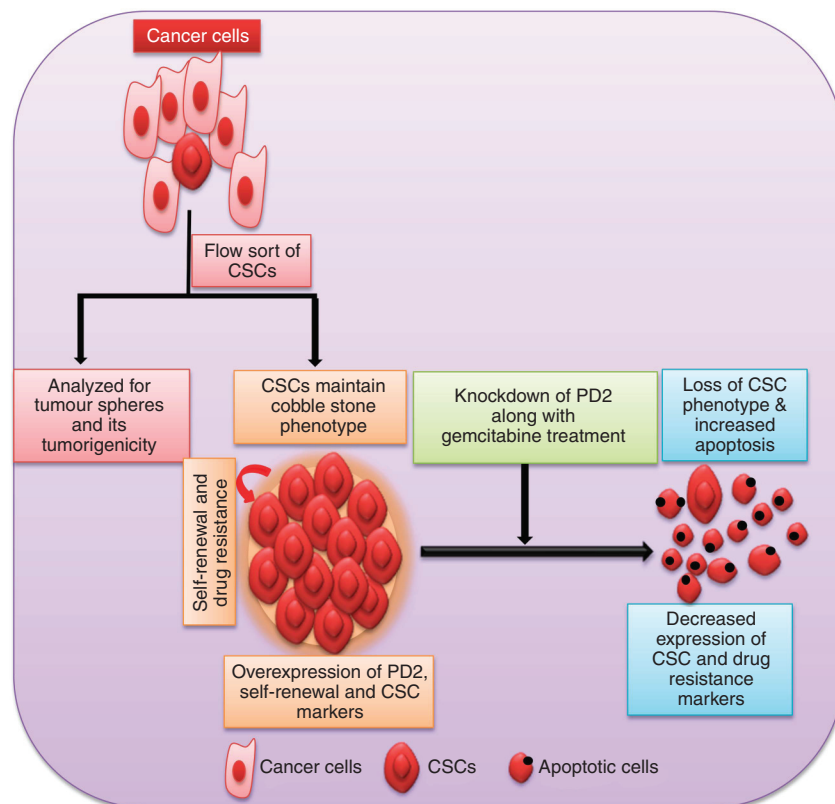 Cancer cells
Flow sort of
CSCs
Analyzed for
tumour spheres
and its
tumorigenicity
CSCs maintain
cobble stone
phenotype
Knockdown of PD2
along with
gemcitabine treatment
Loss of CSC
phenotype &
increased
apoptosis
Self-renewal and
drug resistance
Overexpression of PD2,
self-renewal and CSC
markers
Decreased
expression of
CSC and drug
resistance
markers
Cancer cells
CSCs
Apoptotic cells